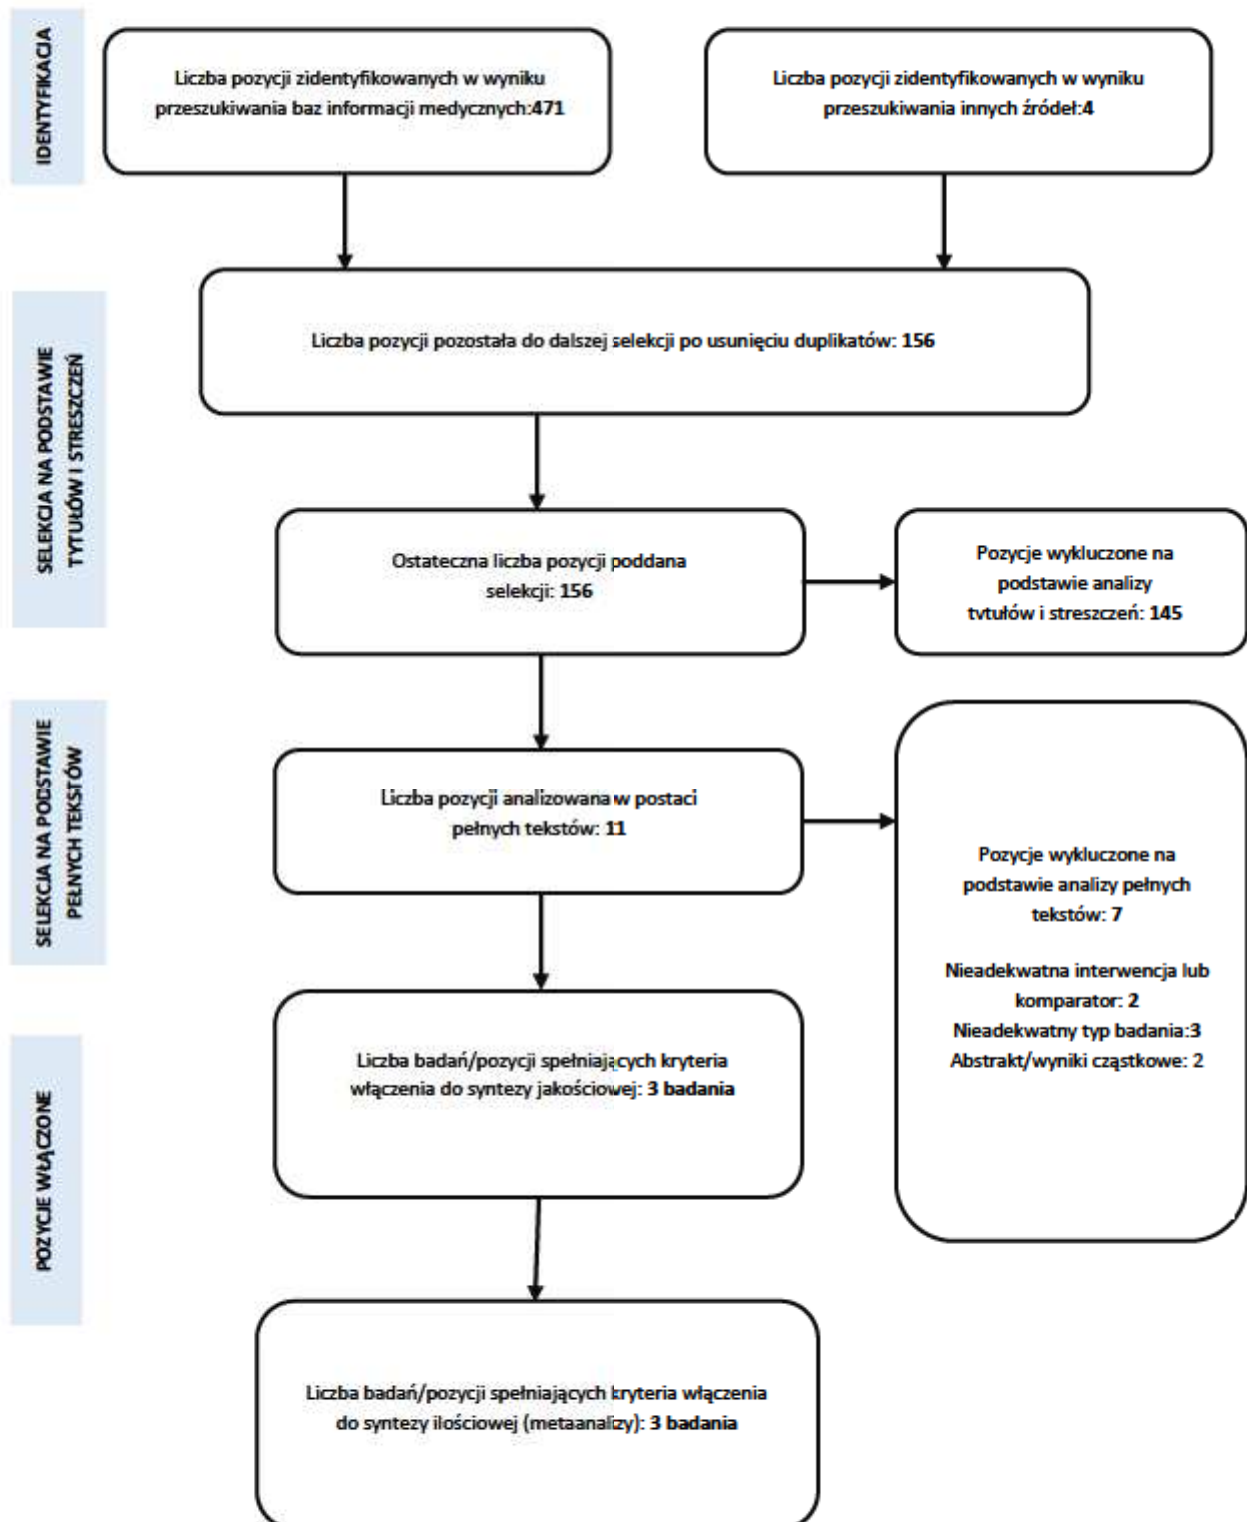 IDENTYFIKACJA
Liczba pozycji zidentyfikowanych w wyniku
przeszukiwania baz informacji medycznych:471
Liczba pozycji zidentyfikowanych w wyniku
przeszukiwania innych źródeł:4
SELEKCJA NA PODSTAWIE
TYTUŁÓW I STRESZCZEŃ
Liczba pozycji pozostała do dalszej selekcji po usunięciu duplikatów: 156
Ostateczna liczba pozycji poddana
selekcji: 156
Pozycje wykluczone na
podstawie analizy
tytułów i streszczeń: 145
SELEKCJA NA PODSTAWIE
PEŁNYCH TEKSTÓW
Liczba pozycji analizowana w postaci
pełnych tekstów: 11
Pozycje wykluczone na
podstawie analizy pełnych
tekstów: 7
Nieadekwatna interwencja lub
komparator: 2
Nieadekwatny typ badania:3
Abstrakt/wyniki cząstkowe: 2
POZYCJE WŁĄCZONE
Liczba badań/pozycji spełniających kryteria
włączenia do syntezy jakościowej: 3 badania
Liczba badań/pozycji spełniających kryteria włączenia
do syntezy ilościowej (metaanalizy): 3 badania